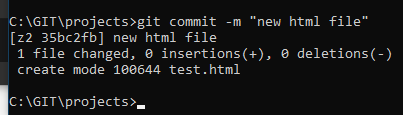 C:\GIT\projects>git commit -m "new html file"
[z2 35bc2fb] new html file
 1 file changed, 0 insertions(+), 0 deletions(-)
 create mode 100644 test.html
C:\GIT\projects>